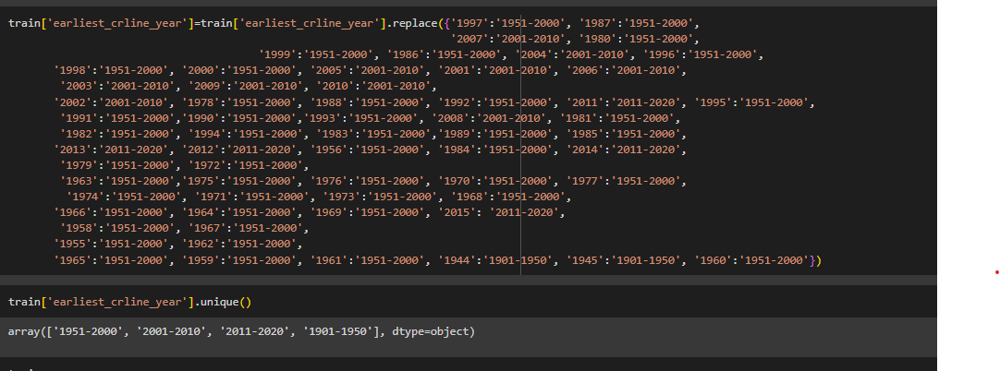 train['earliest_crline_year']=train['earliest_crline_year'].replace({'1997':'1951-2000', '1987':'1951-2000',
'2007':'2001-2010', '1980':'1951-2000',
'1999':'1951-2000', '1986':'1951-2000', '2004':'2001-2010', '1996':'1951-2000',
'1998':'1951-2000', '2000':'1951-2000', '2005':'2001-2010', '2001':'2001-2010', '2006':'2001-2010',
'2003':'2001-2010', '2009':'2001-2010', '2010':'2001-2010',
'2002':'2001-2010', '1978':'1951-2000', '1988':'1951-2000', '1992':'1951-2000', '2011':'2011-2020', '1995':'1951-2000',
'1991':'1951-2000','1990':'1951-2000','1993':'1951-2000', '2008':'2001-2010', '1981':'1951-2000',
'1982':'1951-2000', '1994':'1951-2000', '1983':'1951-2000','1989':'1951-2000', '1985':'1951-2000',
'2013':'2011-2020', '2012':'2011-2020', '1956':'1951-2000', '1984':'1951-2000', '2014':'2011-2020',
'1979':'1951-2000', '1972':'1951-2000',
'1963':'1951-2000','1975':'1951-2000', '1976':'1951-2000', '1970':'1951-2000', '1977':'1951-2000',
'1974':'1951-2000', '1971':'1951-2000', '1973':'1951-2000', '1968':'1951-2000',
'1966':'1951-2000', '1964':'1951-2000', '1969':'1951-2000', '2015': '2011-2020',
'1958':'1951-2000', '1967':'1951-2000',
'1955':'1951-2000', '1962':'1951-2000',
'1965':'1951-2000', '1959':'1951-2000', '1961':'1951-2000', '1944':'1901-1950', '1945':'1901-1950', '1960':'1951-2000'})
train['earliest_crline_year'].unique()
array(['1951-2000', '2001-2010', '2011-2020', '1901-1950'], dtype=object)